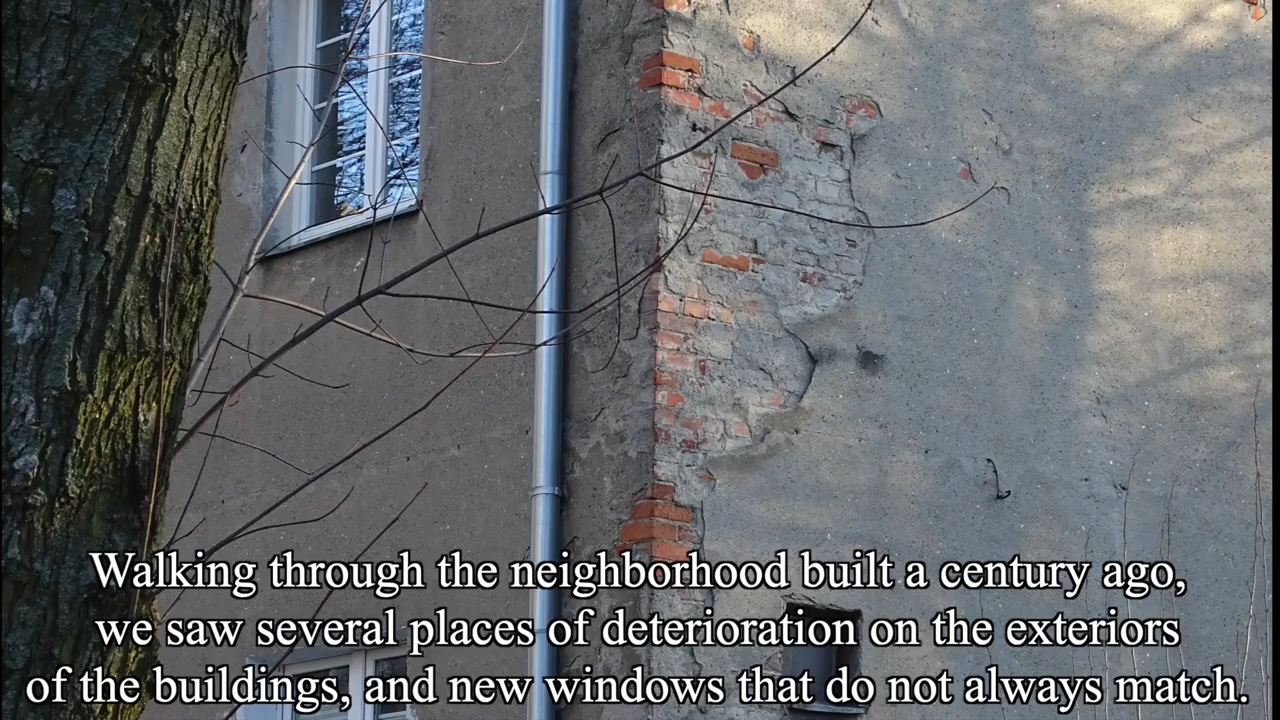 Walking through the neighborhood built a century ago,
we saw several places of deterioration on the exteriors
of the buildings, and new windows that do not always match.